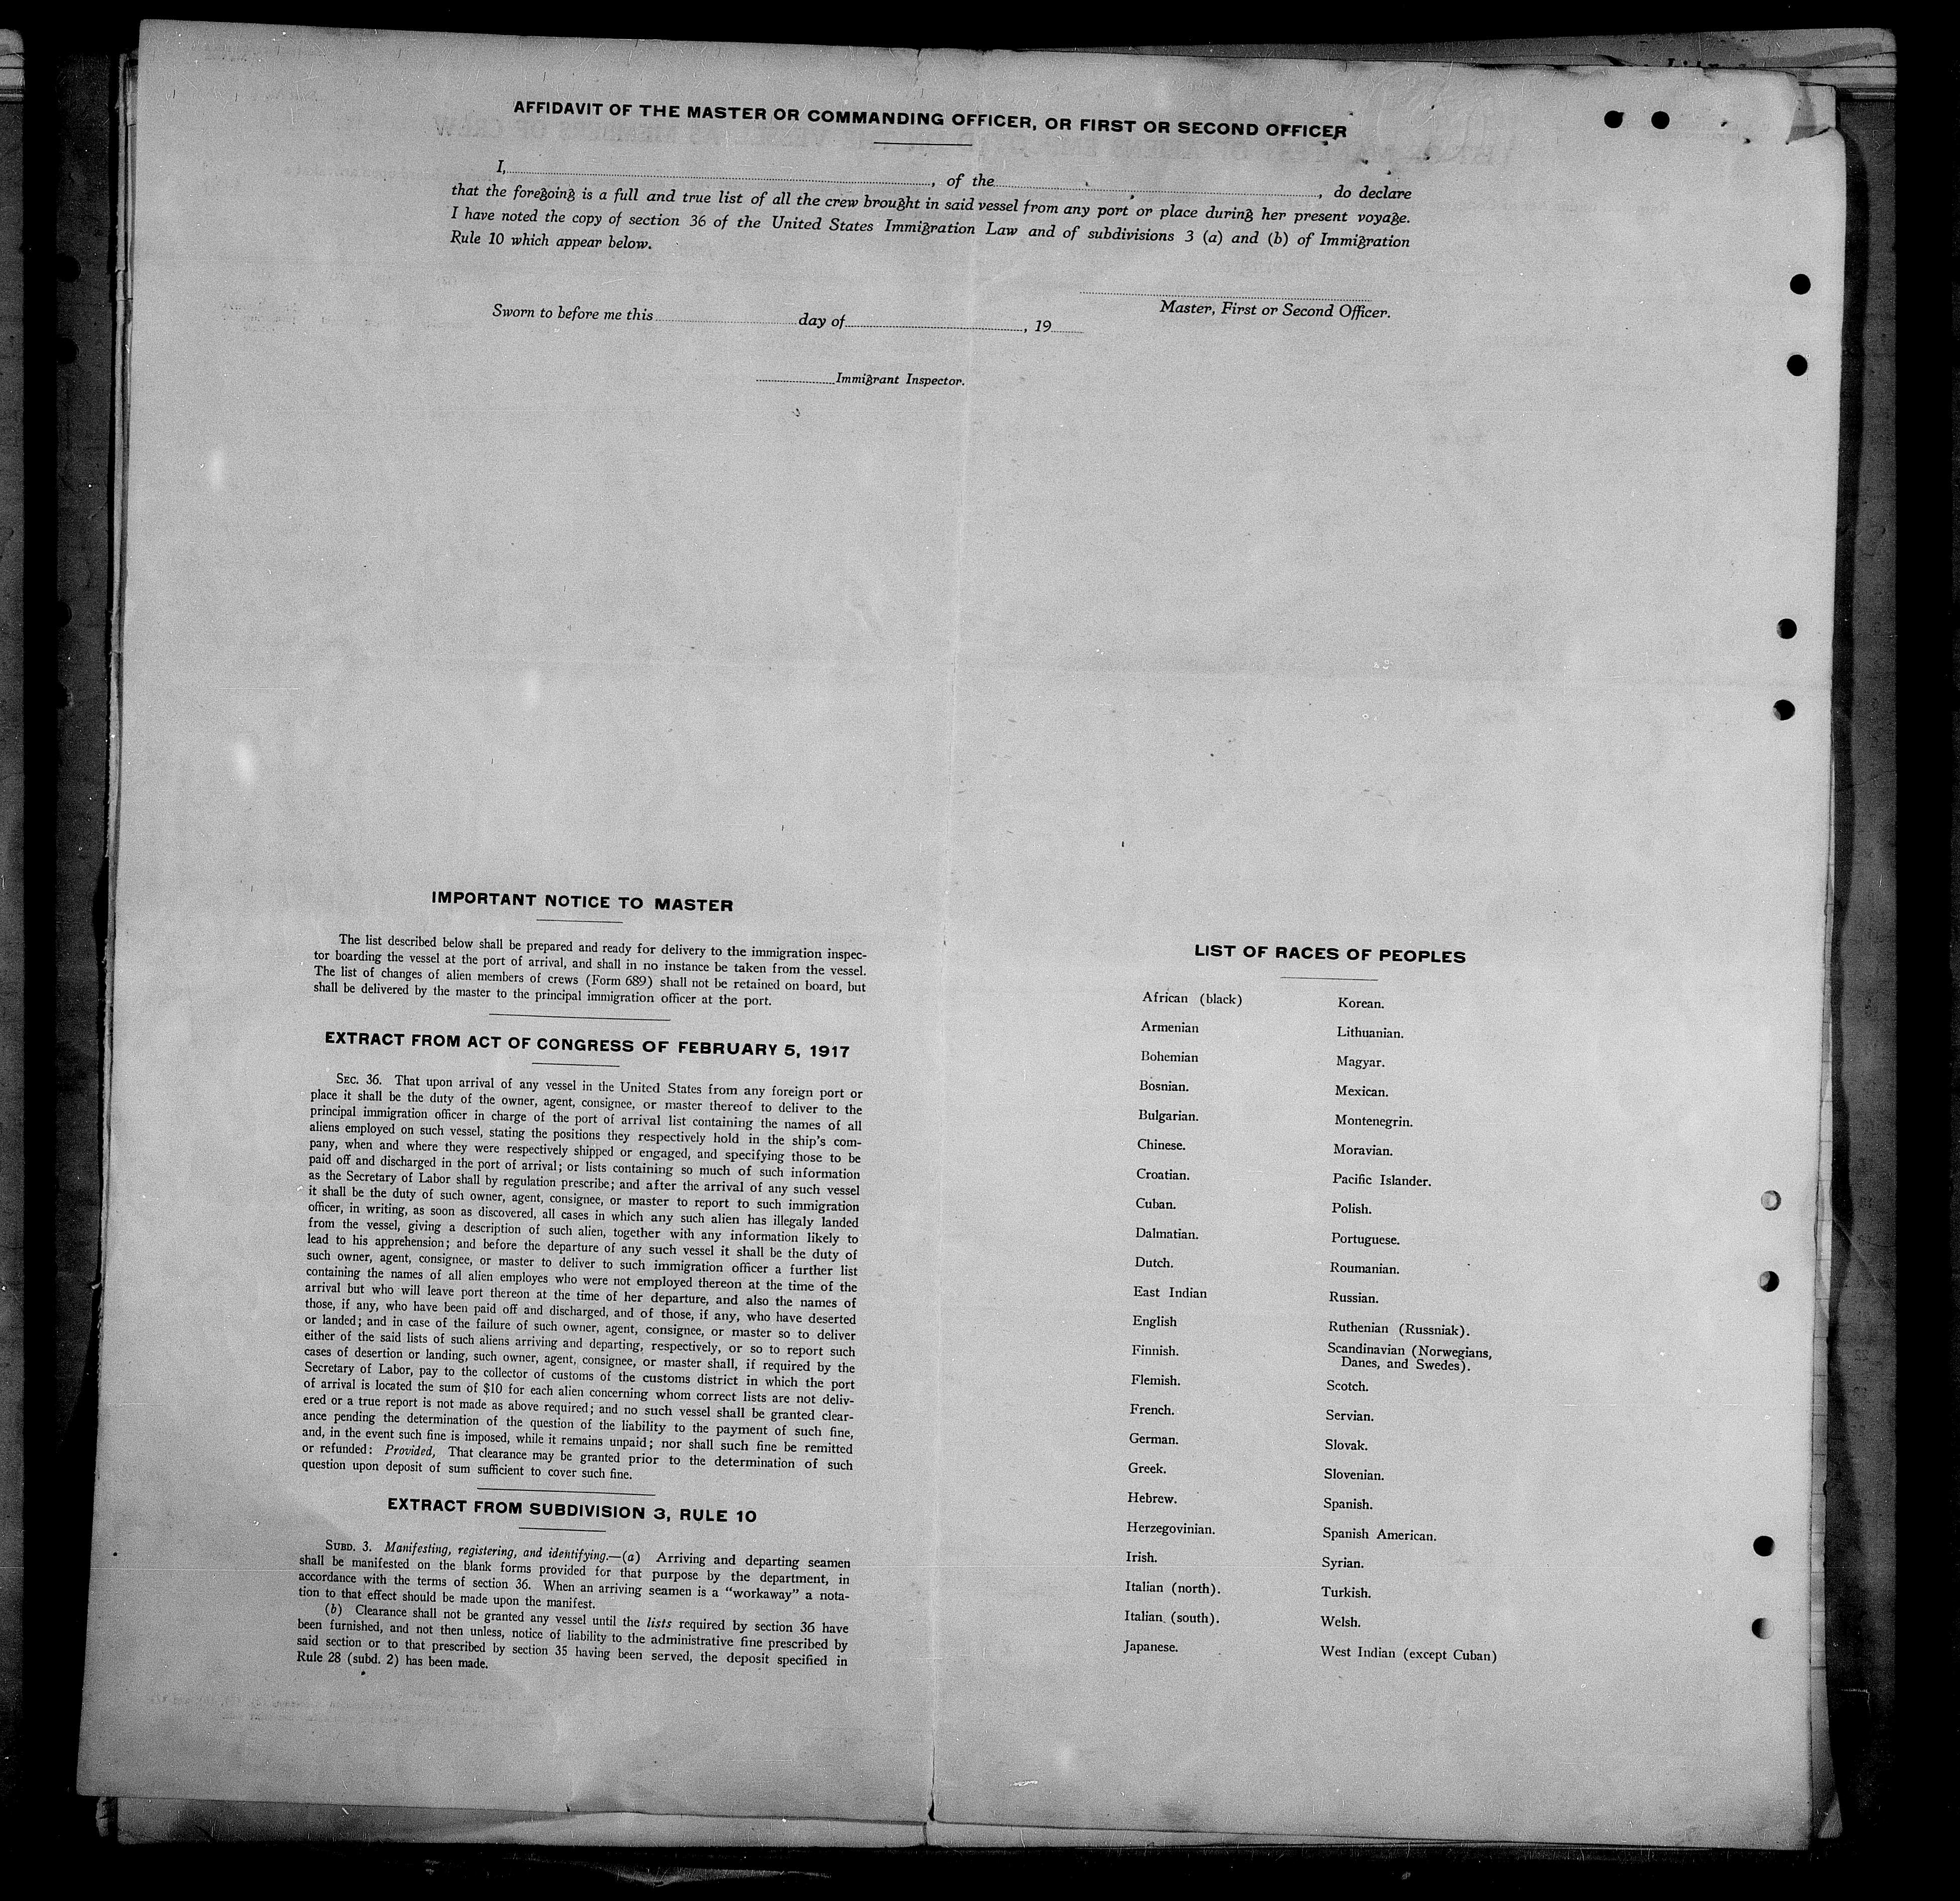 AFFIDAVIT OF THE MASTER OR COMMANDING OFFICER, OR FIRST OR SECOND OFFICER
I, , of the , do declare
that the foregoing is a full and true list of all the crew brought in said vessel from any port or place during her present voyage.
I have noted the copy of section 36 of the United States Immigration Law and of subdivisions 3 (a) and (b) of Immigration
Rule 10 which appear below.
Master, First or Second Officer.
Sworn to before me this day of , 19
Immigrant Inspector.
IMPORTANT NOTICE TO MASTER
The list described below shall be prepared and ready for delivery to the immigration inspec-
tor boarding the vessel at the port of arrival, and shall in no instance be taken from the vessel.
The list of changes of alien members of crews (Form 689) shall not be retained on board, but
shall be delivered by the master to the principal immigration officer at the port.
EXTRACT FROM ACT OF CONGRESS OF FEBRUARY 5, 1917
SEC. 36. That upon arrival of any vessel in the United States from any foreign port or
place it shall be the duty of the owner, agent, consignee, or master thereof to deliver to the
principal immigration officer in charge of the port of arrival list containing the names of all
aliens employed on such vessel, stating the positions they respectively hold in the ship's com-
pany, when and where they were respectively shipped or engaged, and specifying those to be
paid off and discharged in the port of arrival; or lists containing so much of such information
as the Secretary of Labor shall by regulation prescribe; and after the arrival of any such vessel
it shall be the duty of such owner, agent, consignee, or master to report to such immigration
officer, in writing, as soon as discovered, all cases in which any such alien has illegaly landed
from the vessel, giving a description of such alien, together with any information likely to
lead to his apprehension; and before the departure of any such vessel it shall be the duty of
such owner, agent, consignee, or master to deliver to such immigration officer a further list
containing the names of all alien employes who were not employed thereon at the time of the
arrival but who will leave port thereon at the time of her departure, and also the names of
those, if any, who have been paid off and discharged, and of those, if any, who have deserted
or landed; and in case of the failure of such owner, agent, consignee, or master so to deliver
either of the said lists of such aliens arriving and departing, respectively, or so to report such
cases of desertion or landing, such owner, agent, consignee, or master shall, if required by the
Secretary of Labor, pay to the collector of customs of the customs district in which the port
of arrival is located the sum of $10 for each alien concerning whom correct lists are not deliv-
ered or a true report is not made as above required; and no such vessel shall be granted clear-
ance pending the determination of the question of the liability to the payment of such fine,
and, in the event such fine is imposed, while it remains unpaid; nor shall such fine be remitted
or refunded: Provided, That clearance may be granted prior to the determination of such
question upon deposit of sum sufficient to cover such fine.
EXTRACT FROM SUBDIVISION 3, RULE 10
SUBD. 3. Manifesting, registering, and identifying.—(a) Arriving and departing seamen
shall be manifested on the blank forms provided for that purpose by the department, in
accordance with the terms of section 36. When an arriving seamen is a "workaway" a nota-
tion to that effect should be made upon the manifest.
(b) Clearance shall not be granted any vessel until the lists required by section 36 have
been furnished, and not then unless, notice of liability to the administrative fine prescribed by
said section or to that prescribed by section 35 having been served, the deposit specified in
Rule 28 (subd. 2) has been made.
LIST OF RACES OF PEOPLES
African (black)
Armenian
Bohemian
Bosnian.
Bulgarian.
Chinese.
Croatian.
Cuban.
Dalmatian.
Dutch.
East Indian
English
Finnish.
Flemish.
French.
German.
Greek.
Hebrew.
Herzegovinian.
Irish.
Italian (north).
Italian (south).
Japanese.
Korean.
Lithuanian.
Magyar.
Mexican.
Montenegrin.
Moravian.
Pacific Islander.
Polish.
Portuguese.
Roumanian.
Russian.
Ruthenian (Russniak).
Scandinavian (Norwegians,
Danes, and Swedes).
Scotch.
Servian.
Slovak.
Slovenian.
Spanish.
Spanish American.
Syrian.
Turkish.
Welsh.
West Indian (except Cuban)